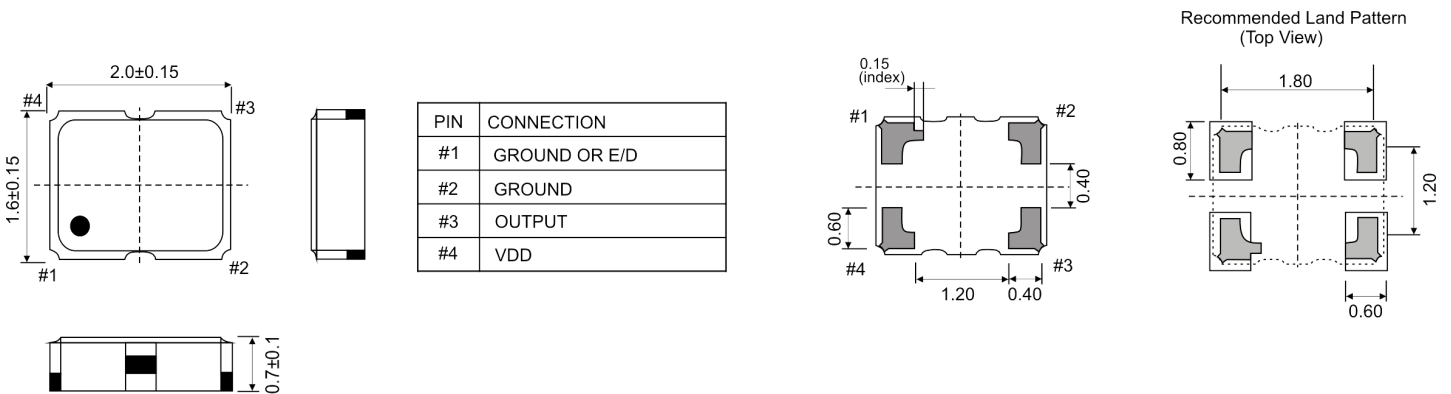 Recommended Land Pattern
(Top View)
2.0±0.15
#4
#3
1.6±0.15
#1
#2
0.7±0.1
PIN CONNECTION
#1 GROUND OR E/D
#2 GROUND
#3 OUTPUT
#4 VDD
0.15
(index)
#1
#2
0.40
0.60
#4
#3
1.20
0.40
1.80
0.80
1.20
0.60